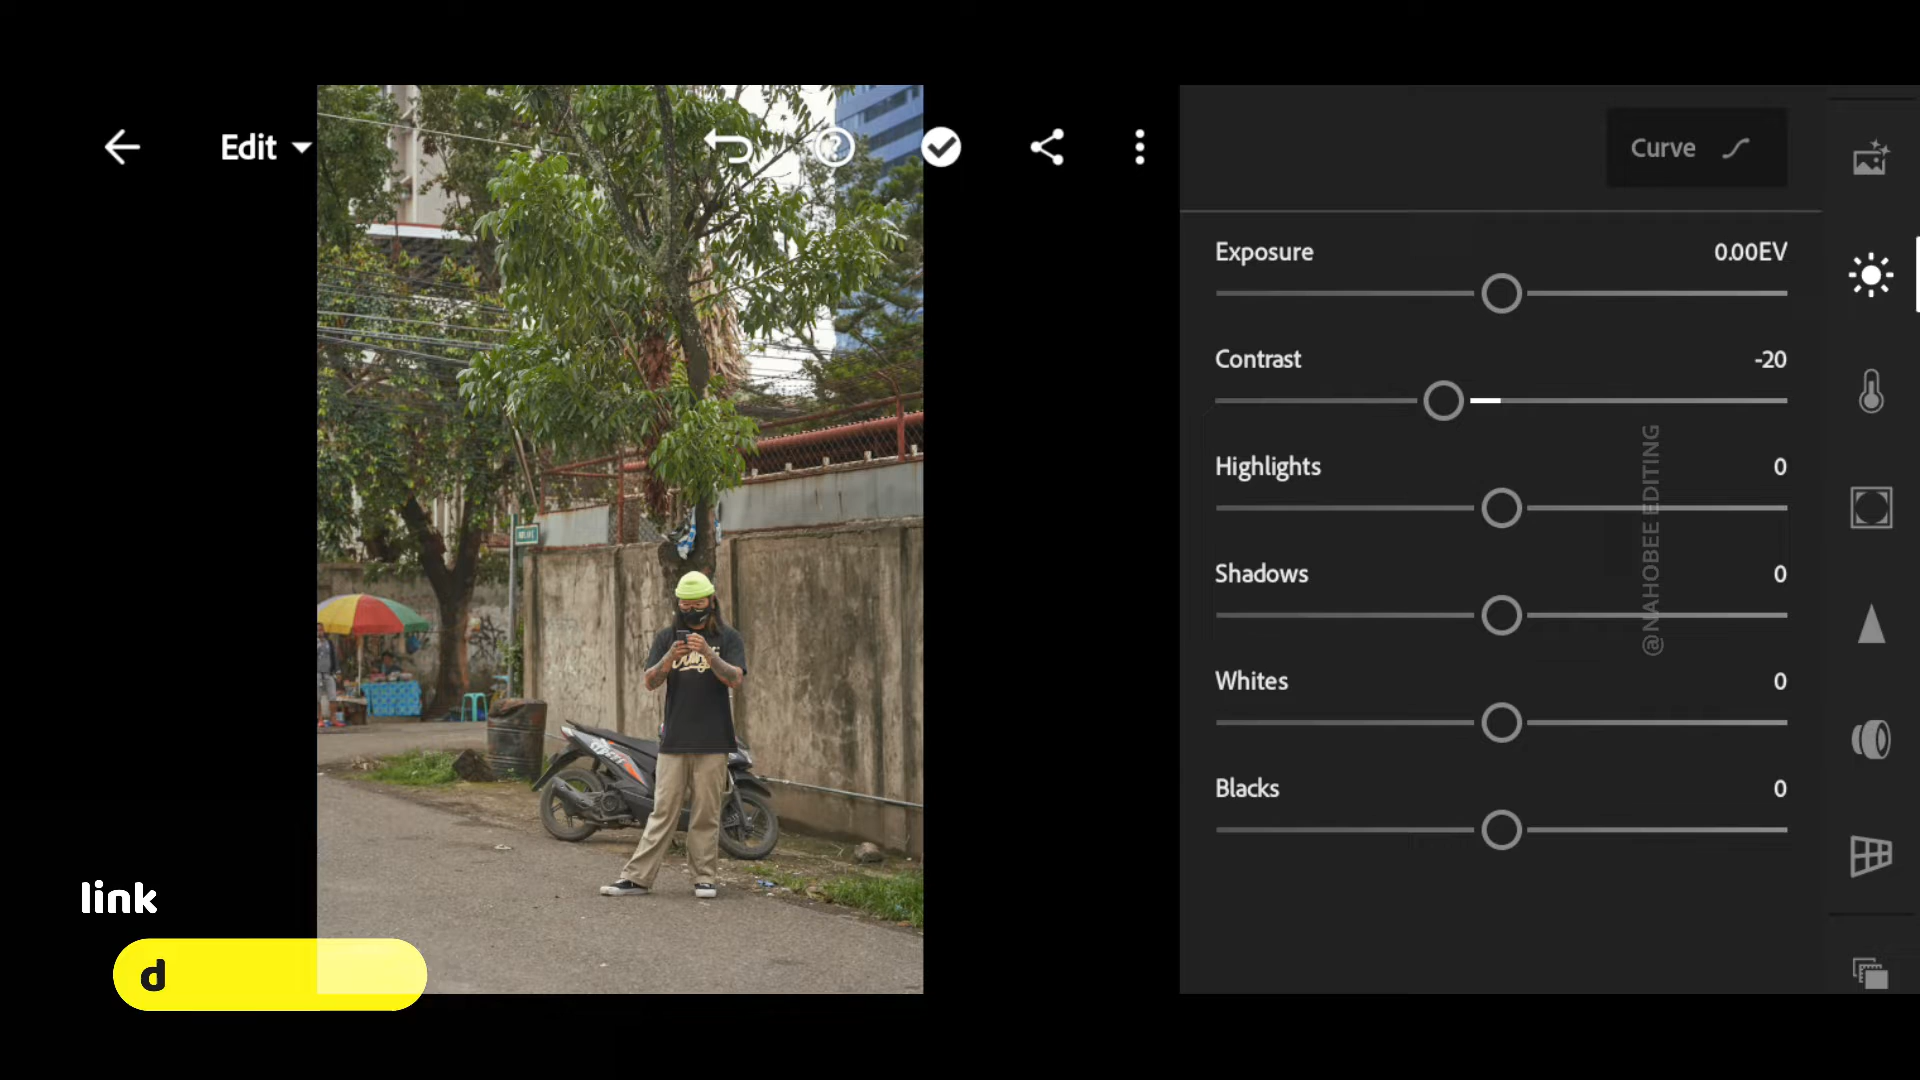 Edit
Curve
Exposure 0.00EV
Contrast -20
Highlights 0
Shadows 0
Whites 0
Blacks 0
@NAHOBEE EDITING
link
d